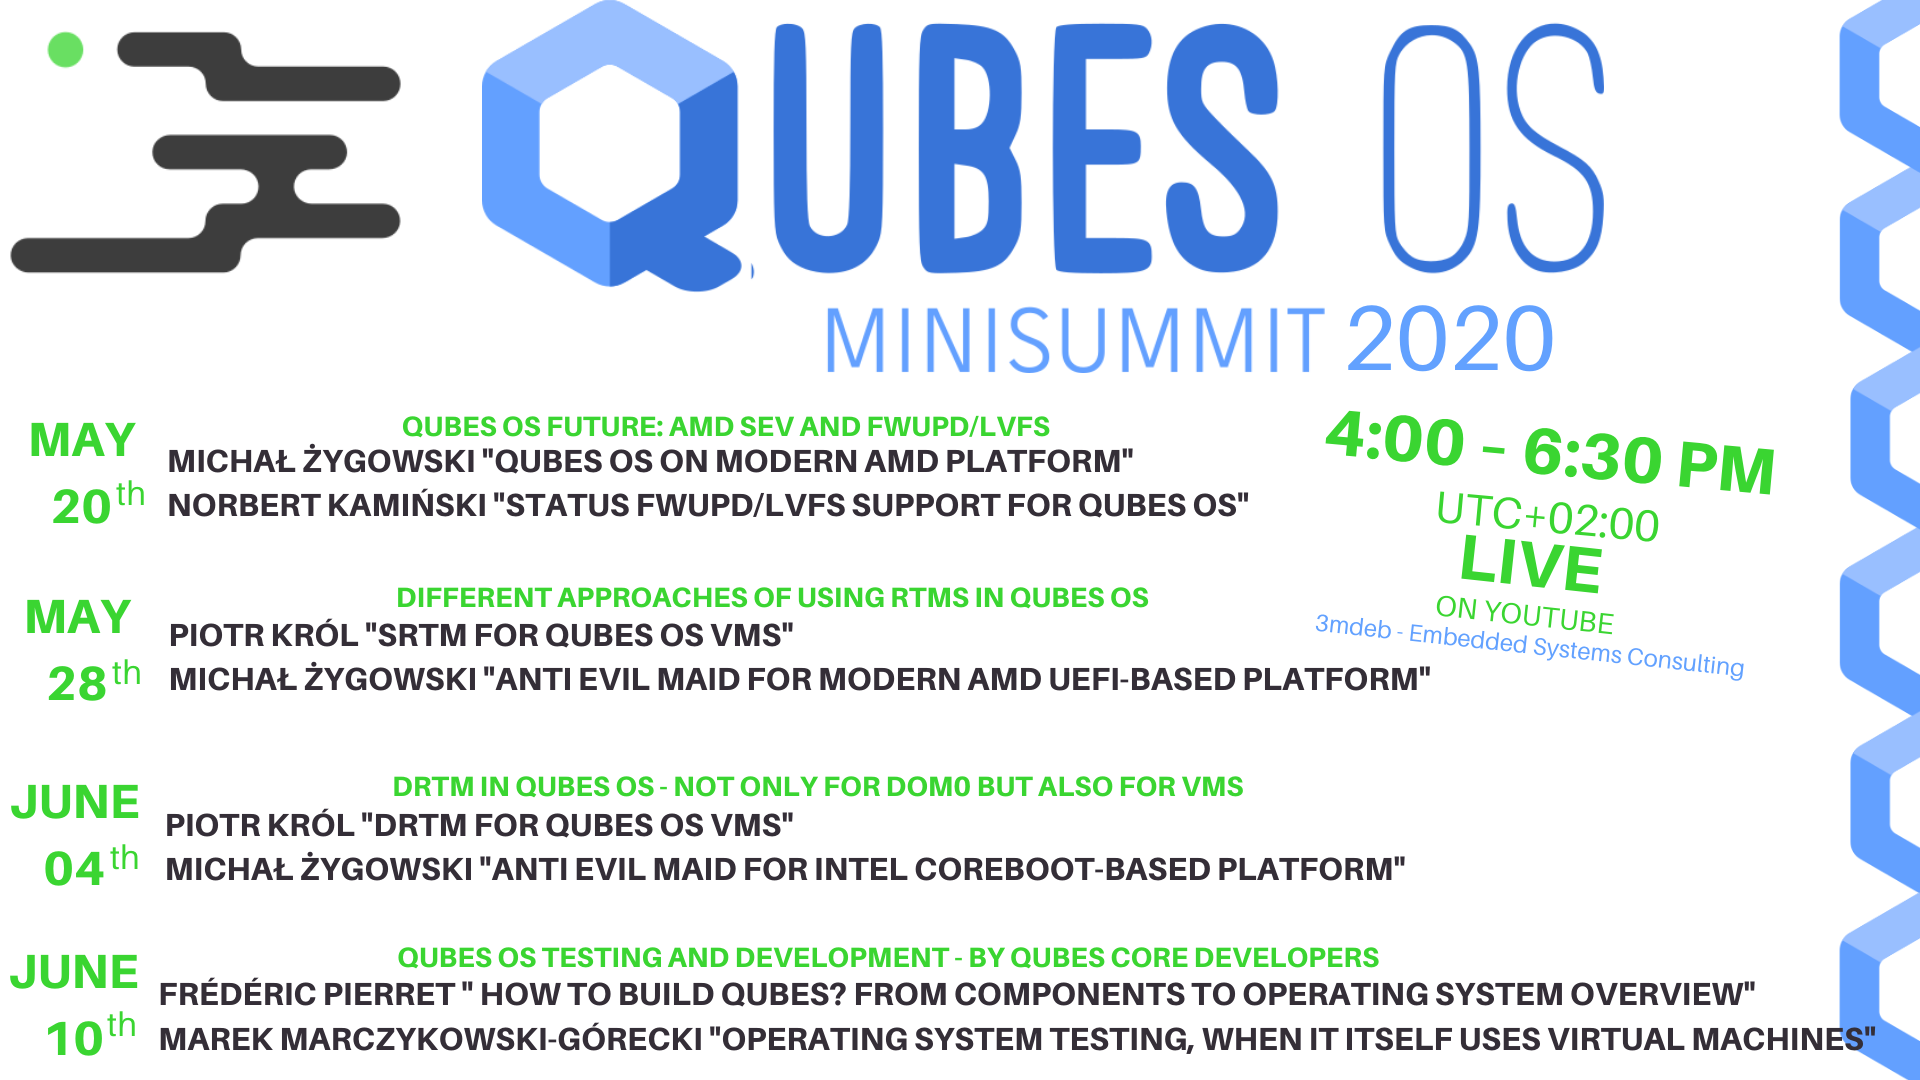 QUBES OS
MINISUMMIT 2020
MAY
20th
QUBES OS FUTURE: AMD SEV AND FWUPD/LVFS
MICHAŁ ŻYGOWSKI "QUBES OS ON MODERN AMD PLATFORM"
NORBERT KAMIŃSKI "STATUS FWUPD/LVFS SUPPORT FOR QUBES OS"
4:00 - 6:30 PM
UTC+02:00
LIVE
ON YOUTUBE
3mdeb - Embedded Systems Consulting
MAY
28th
DIFFERENT APPROACHES OF USING RTMS IN QUBES OS
PIOTR KRÓL "SRTM FOR QUBES OS VMS"
MICHAŁ ŻYGOWSKI "ANTI EVIL MAID FOR MODERN AMD UEFI-BASED PLATFORM"
JUNE
04th
DRTM IN QUBES OS - NOT ONLY FOR DOM0 BUT ALSO FOR VMS
PIOTR KRÓL "DRTM FOR QUBES OS VMS"
MICHAŁ ŻYGOWSKI "ANTI EVIL MAID FOR INTEL COREBOOT-BASED PLATFORM"
JUNE
10th
QUBES OS TESTING AND DEVELOPMENT - BY QUBES CORE DEVELOPERS
FRÉDÉRIC PIERRET " HOW TO BUILD QUBES? FROM COMPONENTS TO OPERATING SYSTEM OVERVIEW"
MAREK MARCZYKOWSKI-GÓRECKI "OPERATING SYSTEM TESTING, WHEN IT ITSELF USES VIRTUAL MACHINES"